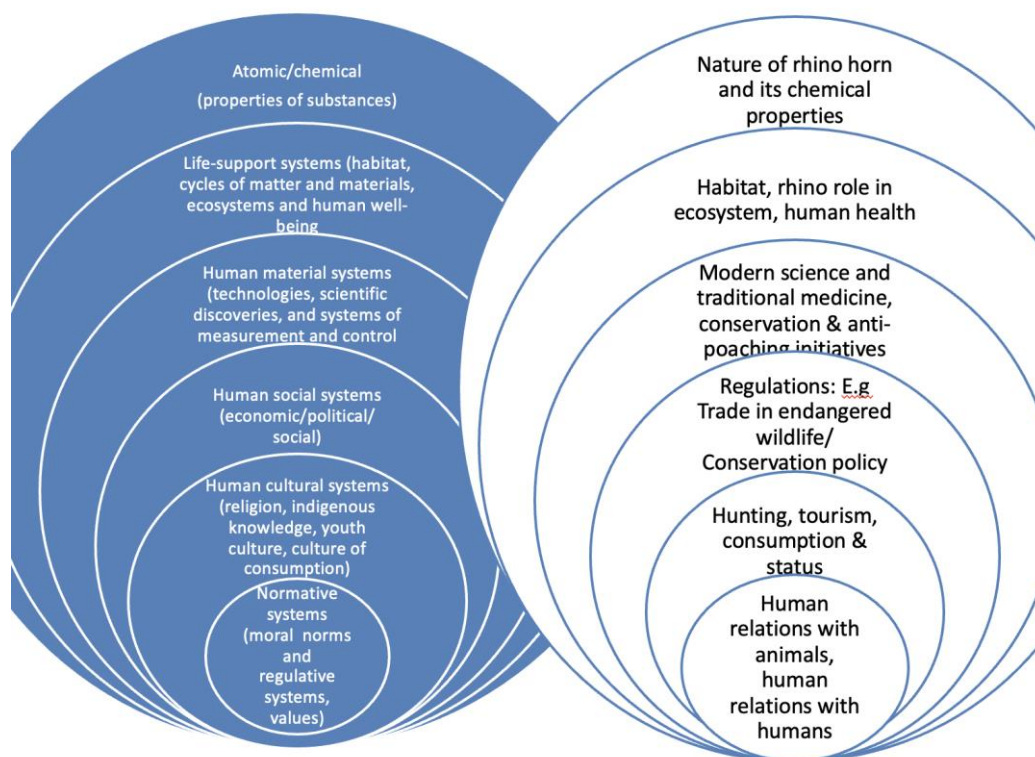 Atomic/chemical
(properties of substances)
Life-support systems (habitat,
cycles of matter and materials,
ecosystems and human well-
being
Human material systems
(technologies, scientific
discoveries, and systems of
measurement and control
Human social systems
(economic/political/
social)
Human cultural systems
(religion, indigenous
knowledge, youth
culture, culture of
consumption)
Normative
systems
(moral norms
and
regulative
systems,
values)
Nature of rhino horn
and its chemical
properties
Habitat, rhino role in
ecosystem, human health
Modern science and
traditional medicine,
conservation & anti-
poaching initiatives
Regulations: E.g
Trade in endangered
wildlife/
Conservation policy
Hunting, tourism,
consumption &
status
Human
relations with
animals,
human
relations with
humans